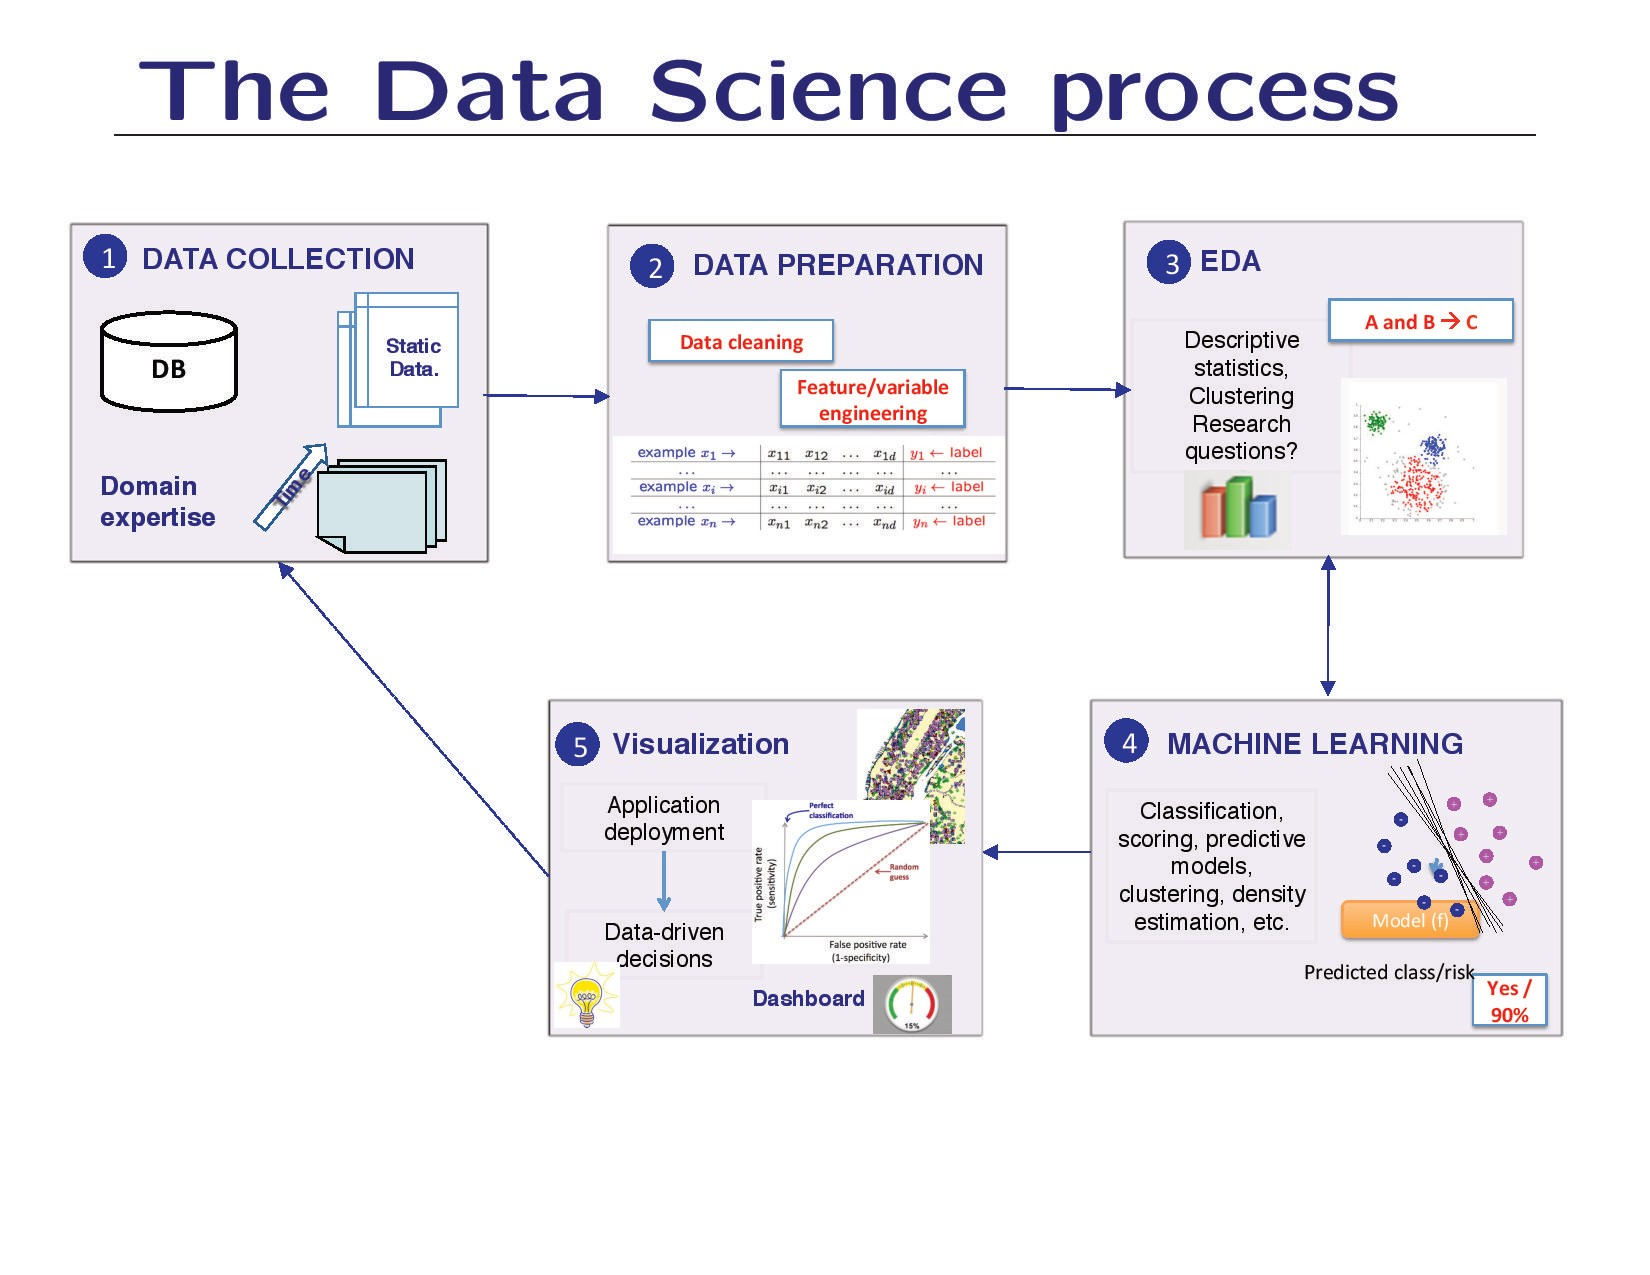 The Data Science process
1 DATA COLLECTION
DB
Static
Data.
Domain
expertise
Time
2 DATA PREPARATION
Data cleaning
Feature/variable
engineering
example x₁ → x₁₁ x₁₂ … x₁d y₁ ← label
… … … … … …
example xᵢ → xᵢ₁ xᵢ₂ … xᵢd yᵢ ← label
… … … … … …
example xₙ → xₙ₁ xₙ₂ … xₙd yₙ ← label
3 EDA
A and B → C
Descriptive
statistics,
Clustering
Research
questions?
4 MACHINE LEARNING
Classification,
scoring, predictive
models,
clustering, density
estimation, etc.
Model (f)
Predicted class/risk
Yes /
90%
5 Visualization
Application
deployment
Data-driven
decisions
Perfect
classification
Random
guess
True positive rate
(sensitivity)
False positive rate
(1-specificity)
Dashboard
15%